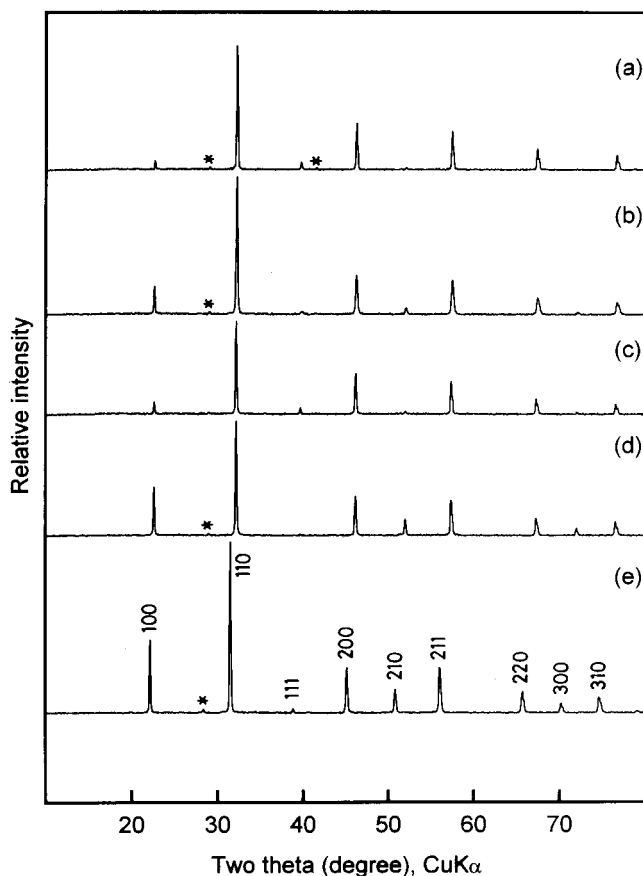 (a)
* *
(b)
*
(c)
(d)
*
(e)
100
*
110
111
200
210
211
220
300
310
20 30 40 50 60 70
Two theta (degree), CuKα
Relative intensity